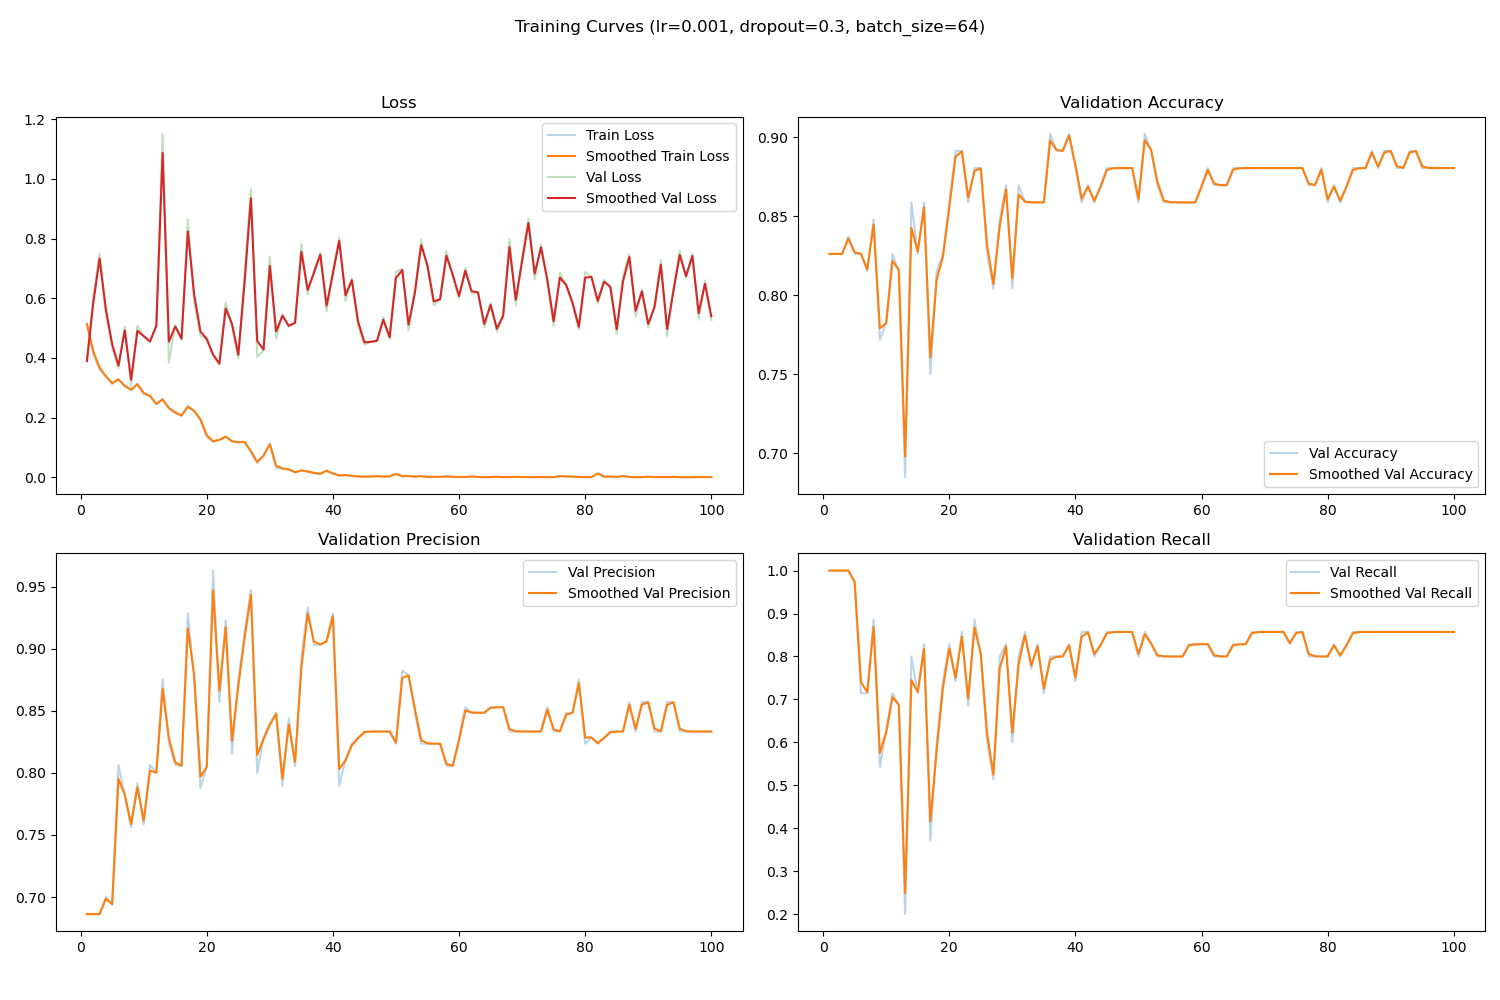 Training Curves (lr=0.001, dropout=0.3, batch_size=64)
Loss
1.2
1.0
0.8
0.6
0.4
0.2
0.0
0 20 40 60 80 100
Train Loss
Smoothed Train Loss
Val Loss
Smoothed Val Loss
Validation Accuracy
0.90
0.85
0.80
0.75
0.70
0 20 40 60 80 100
Val Accuracy
Smoothed Val Accuracy
Validation Precision
0.95
0.90
0.85
0.80
0.75
0.70
0 20 40 60 80 100
Val Precision
Smoothed Val Precision
Validation Recall
1.0
0.9
0.8
0.7
0.6
0.5
0.4
0.3
0.2
0 20 40 60 80 100
Val Recall
Smoothed Val Recall